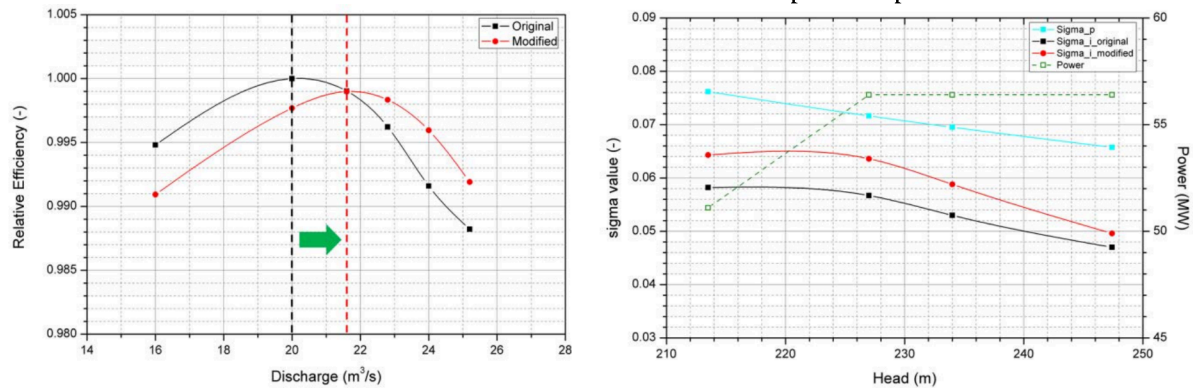 1.005
1.000
0.995
0.990
0.985
0.980
Relative Efficiency (-)
Original
Modified
14 16 18 20 22 24 26 28
Discharge (m³/s)
0.09
0.08
0.07
0.06
0.05
0.04
0.03
sigma value (-)
Sigma_p
Sigma_i_original
Sigma_i_modified
Power
60
55
50
45
Power (MW)
210 220 230 240 250
Head (m)